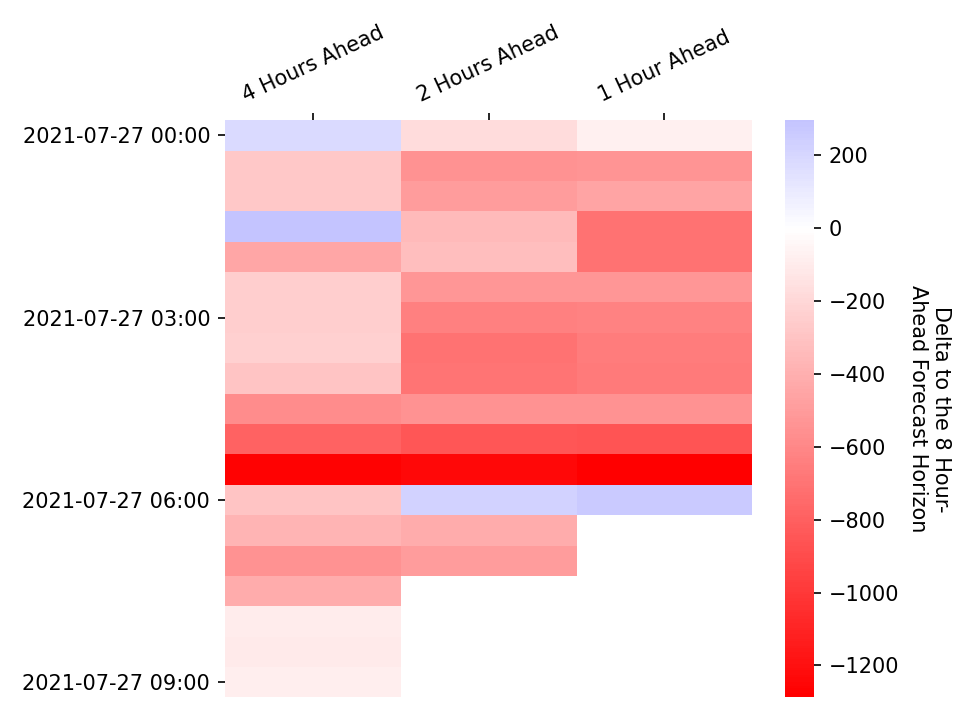 4 Hours Ahead
2 Hours Ahead
1 Hour Ahead
2021-07-27 00:00
2021-07-27 03:00
2021-07-27 06:00
2021-07-27 09:00
200
0
−200
−400
−600
−800
−1000
−1200
Delta to the 8 Hour-
Ahead Forecast Horizon